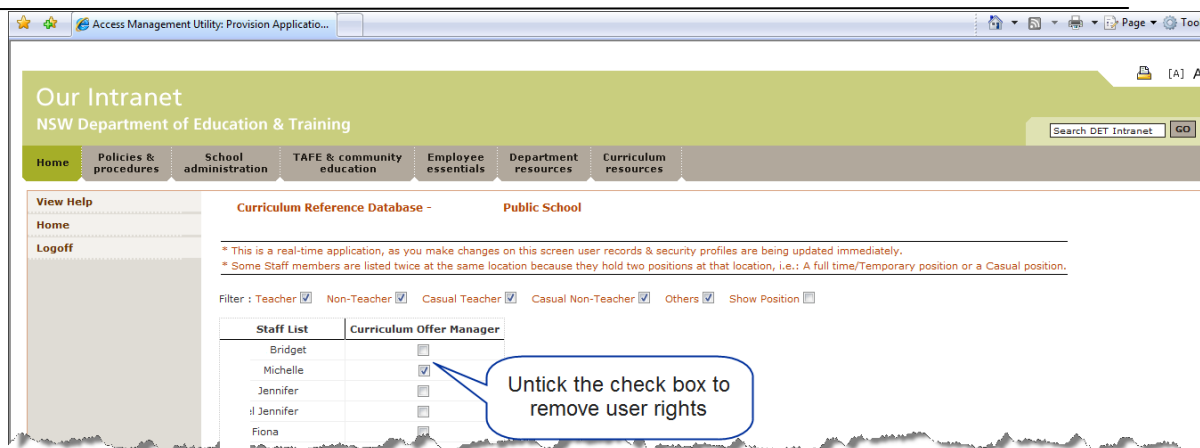 Access Management Utility: Provision Applicatio...
Page
Our Intranet
[A] A
NSW Department of Education & Training
Search DET Intranet GO
Home
Policies & procedures
School administration
TAFE & community education
Employee essentials
Department resources
Curriculum resources
View Help
Home
Logoff
Curriculum Reference Database - Public School
* This is a real-time application, as you make changes on this screen user records & security profiles are being updated immediately.
* Some Staff members are listed twice at the same location because they hold two positions at that location, i.e.: A full time/Temporary position or a Casual position.
Filter : Teacher Non-Teacher Casual Teacher Casual Non-Teacher Others Show Position
Staff List Curriculum Offer Manager
Bridget
Michelle
Jennifer
Jennifer
Fiona
Untick the check box to
remove user rights